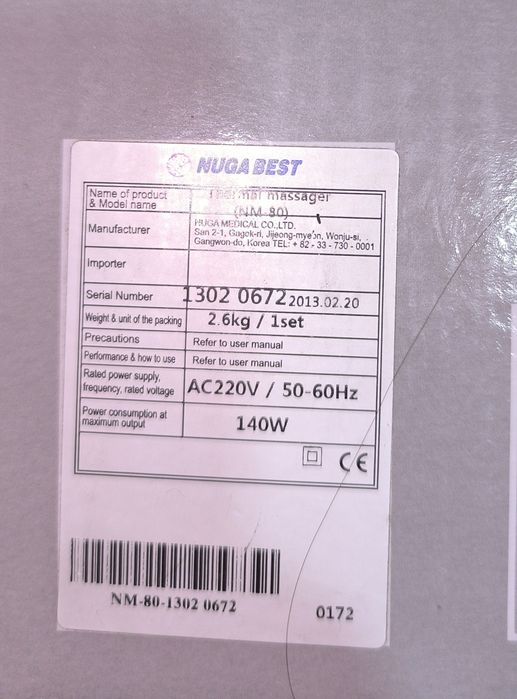 NUGA BEST
Name of product & Model name
Thermal massager (NM-80)
Manufacturer
NUGA MEDICAL CO.,LTD.
San 2-1, Gagok-ri, Jijeong-myeon, Wonju-si,
Gangwon-do, Korea TEL: + 82 - 33 - 730 - 0001
Importer
Serial Number
1302 0672 2013.02.20
Weight & unit of the packing
2.6kg / 1set
Precautions
Refer to user manual
Performance & how to use
Refer to user manual
Rated power supply,
frequency, rated voltage
AC220V / 50-60Hz
Power consumption at
maximum output
140W
CE
NM-80-1302 0672
0172